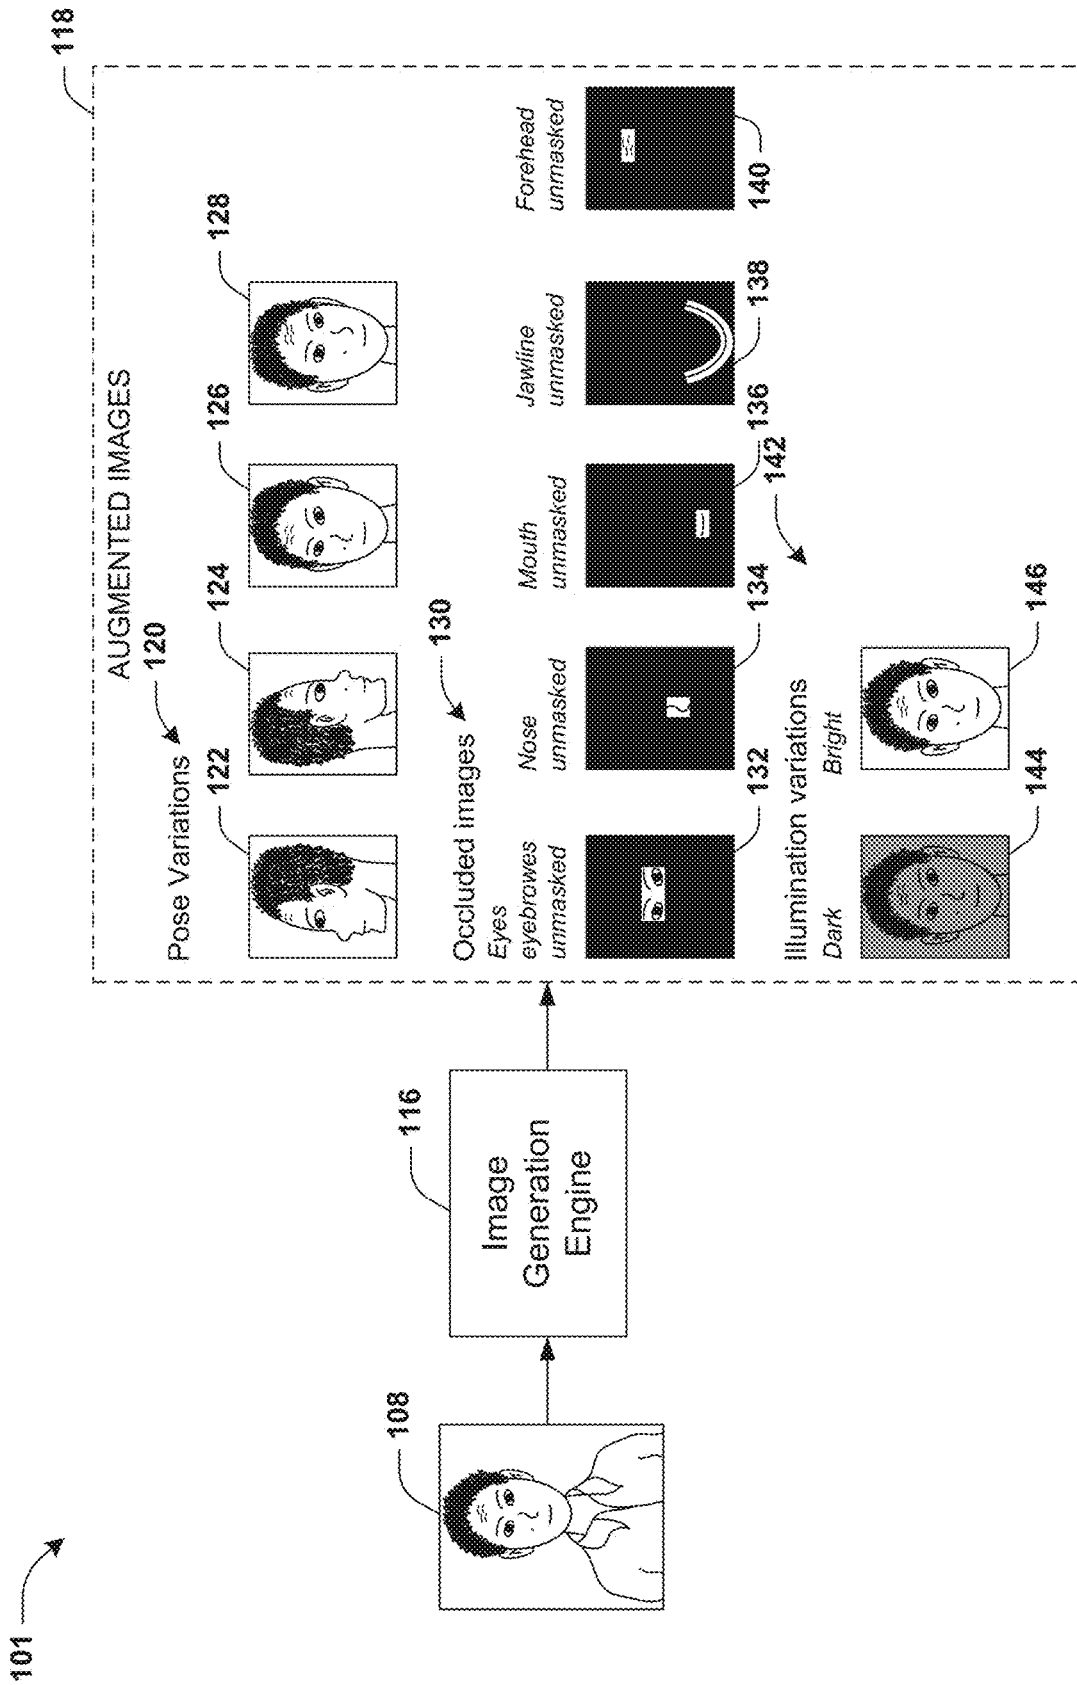 101
118
AUGMENTED IMAGES
120
Pose Variations
122
124
126
128
130
Occluded images
Eyes
eyebrows
unmasked
Nose
unmasked
Mouth
unmasked
Jawline
unmasked
Forehead
unmasked
132
134
136
138
140
142
Illumination variations
Dark
Bright
144
146
108
116
Image
Generation
Engine